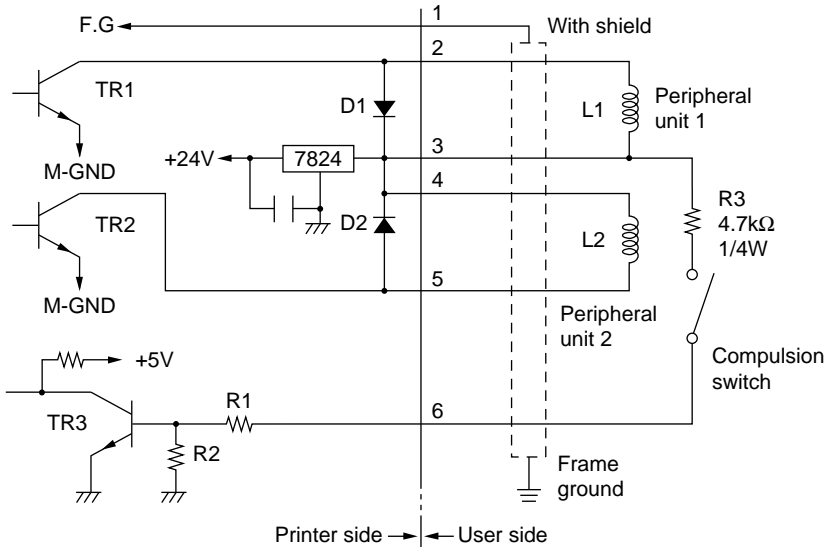 1
F.G
With shield
2
TR1
D1
L1
Peripheral
unit 1
M-GND
+24V
7824
3
4
TR2
D2
L2
R3
4.7kΩ
1/4W
M-GND
5
Peripheral
unit 2
+5V
Compulsion
switch
TR3
R1
6
R2
Frame
ground
Printer side
User side